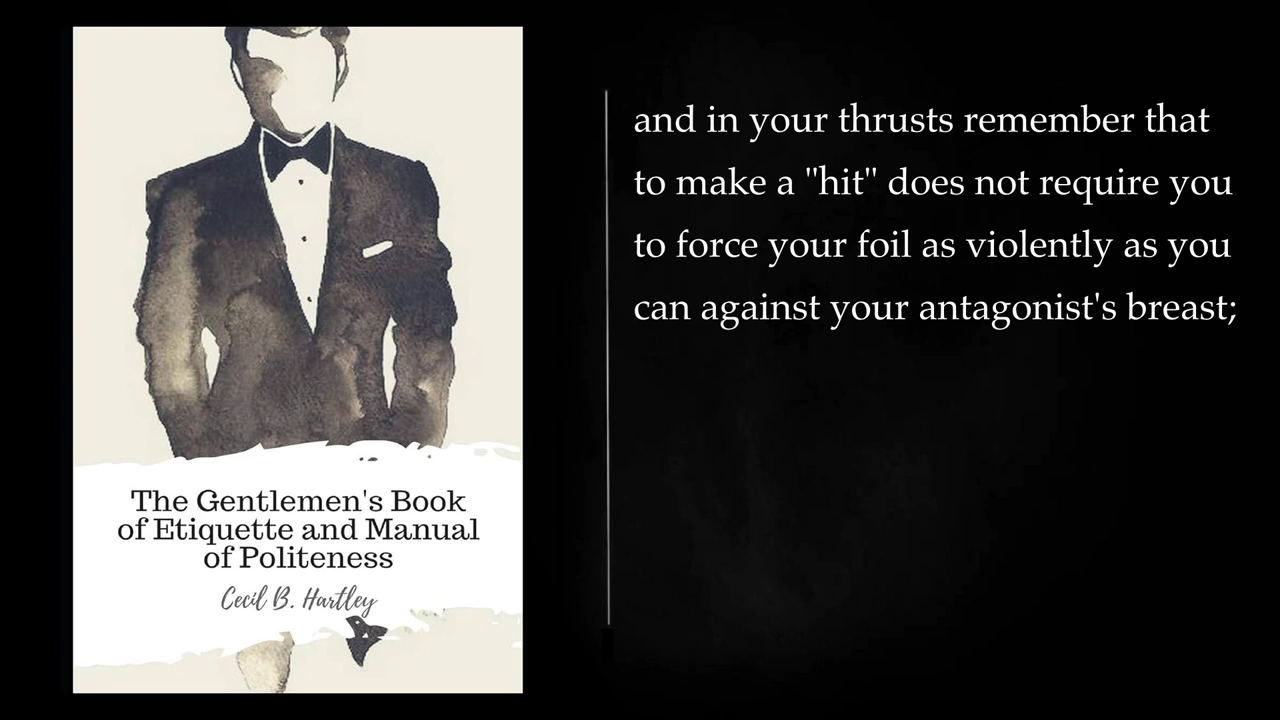 The Gentlemen's Book
of Etiquette and Manual
of Politeness
Cecil B. Hartley
and in your thrusts remember that
to make a "hit" does not require you
to force your foil as violently as you
can against your antagonist's breast;